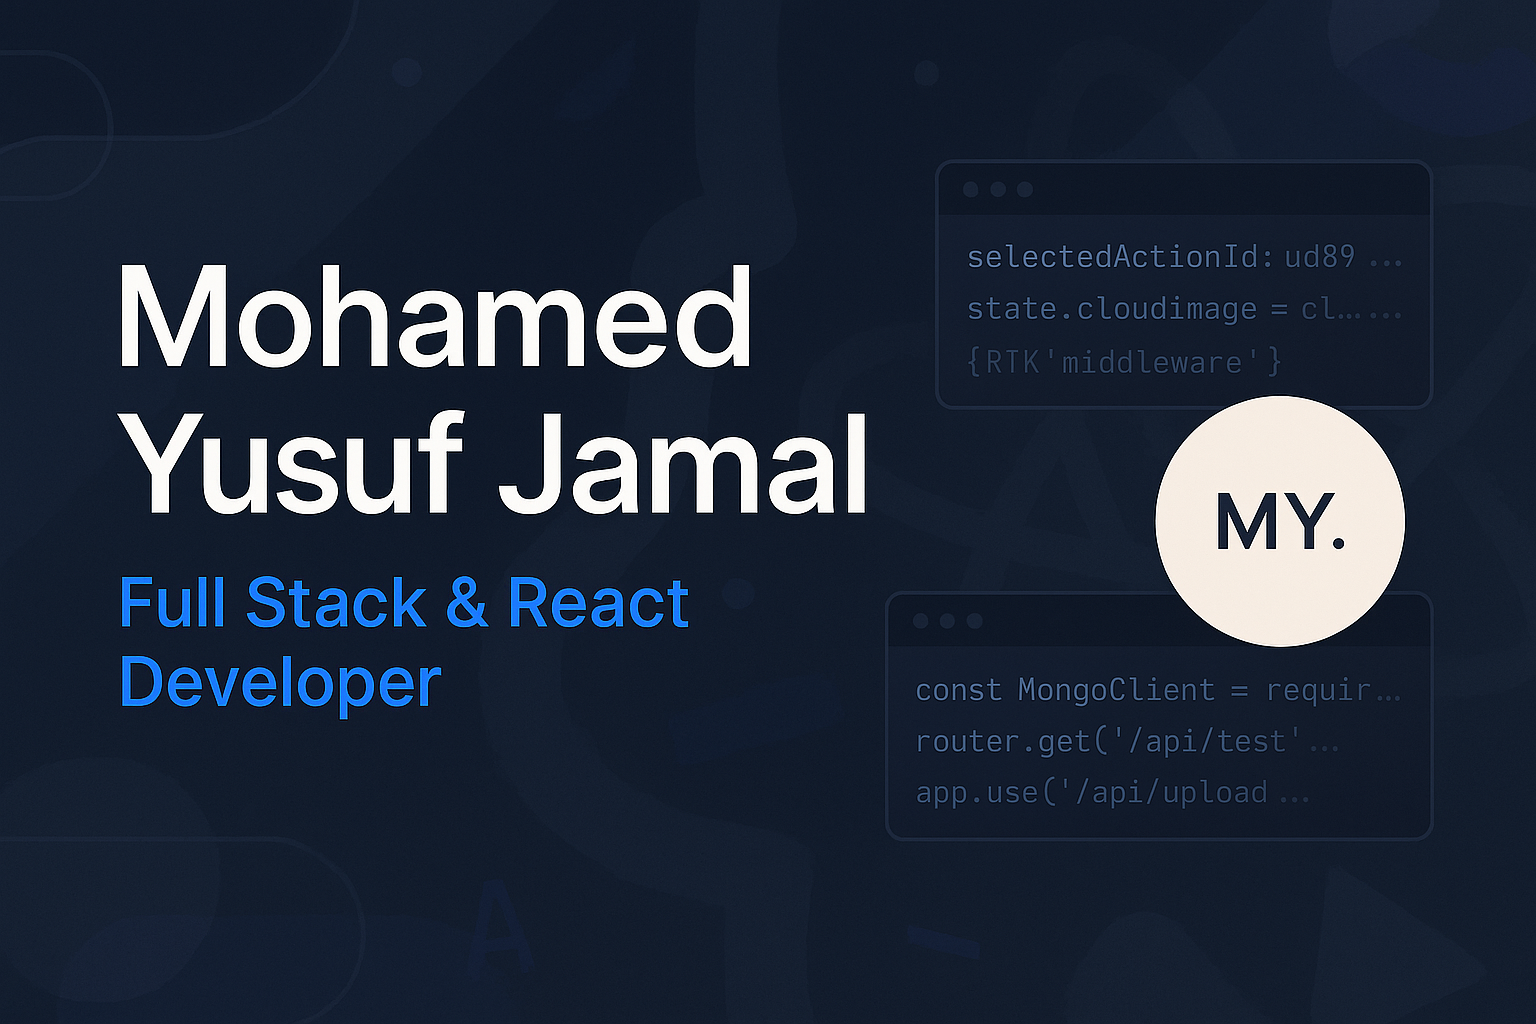 Mohamed
Yusuf Jamal
Full Stack & React
Developer
selectedActionId: ud89 ...
state.cloudimage = cl......
{RTK'middleware'}
MY.
const MongoClient = requir...
router.get('/api/test'...
app.use('/api/upload ...
A